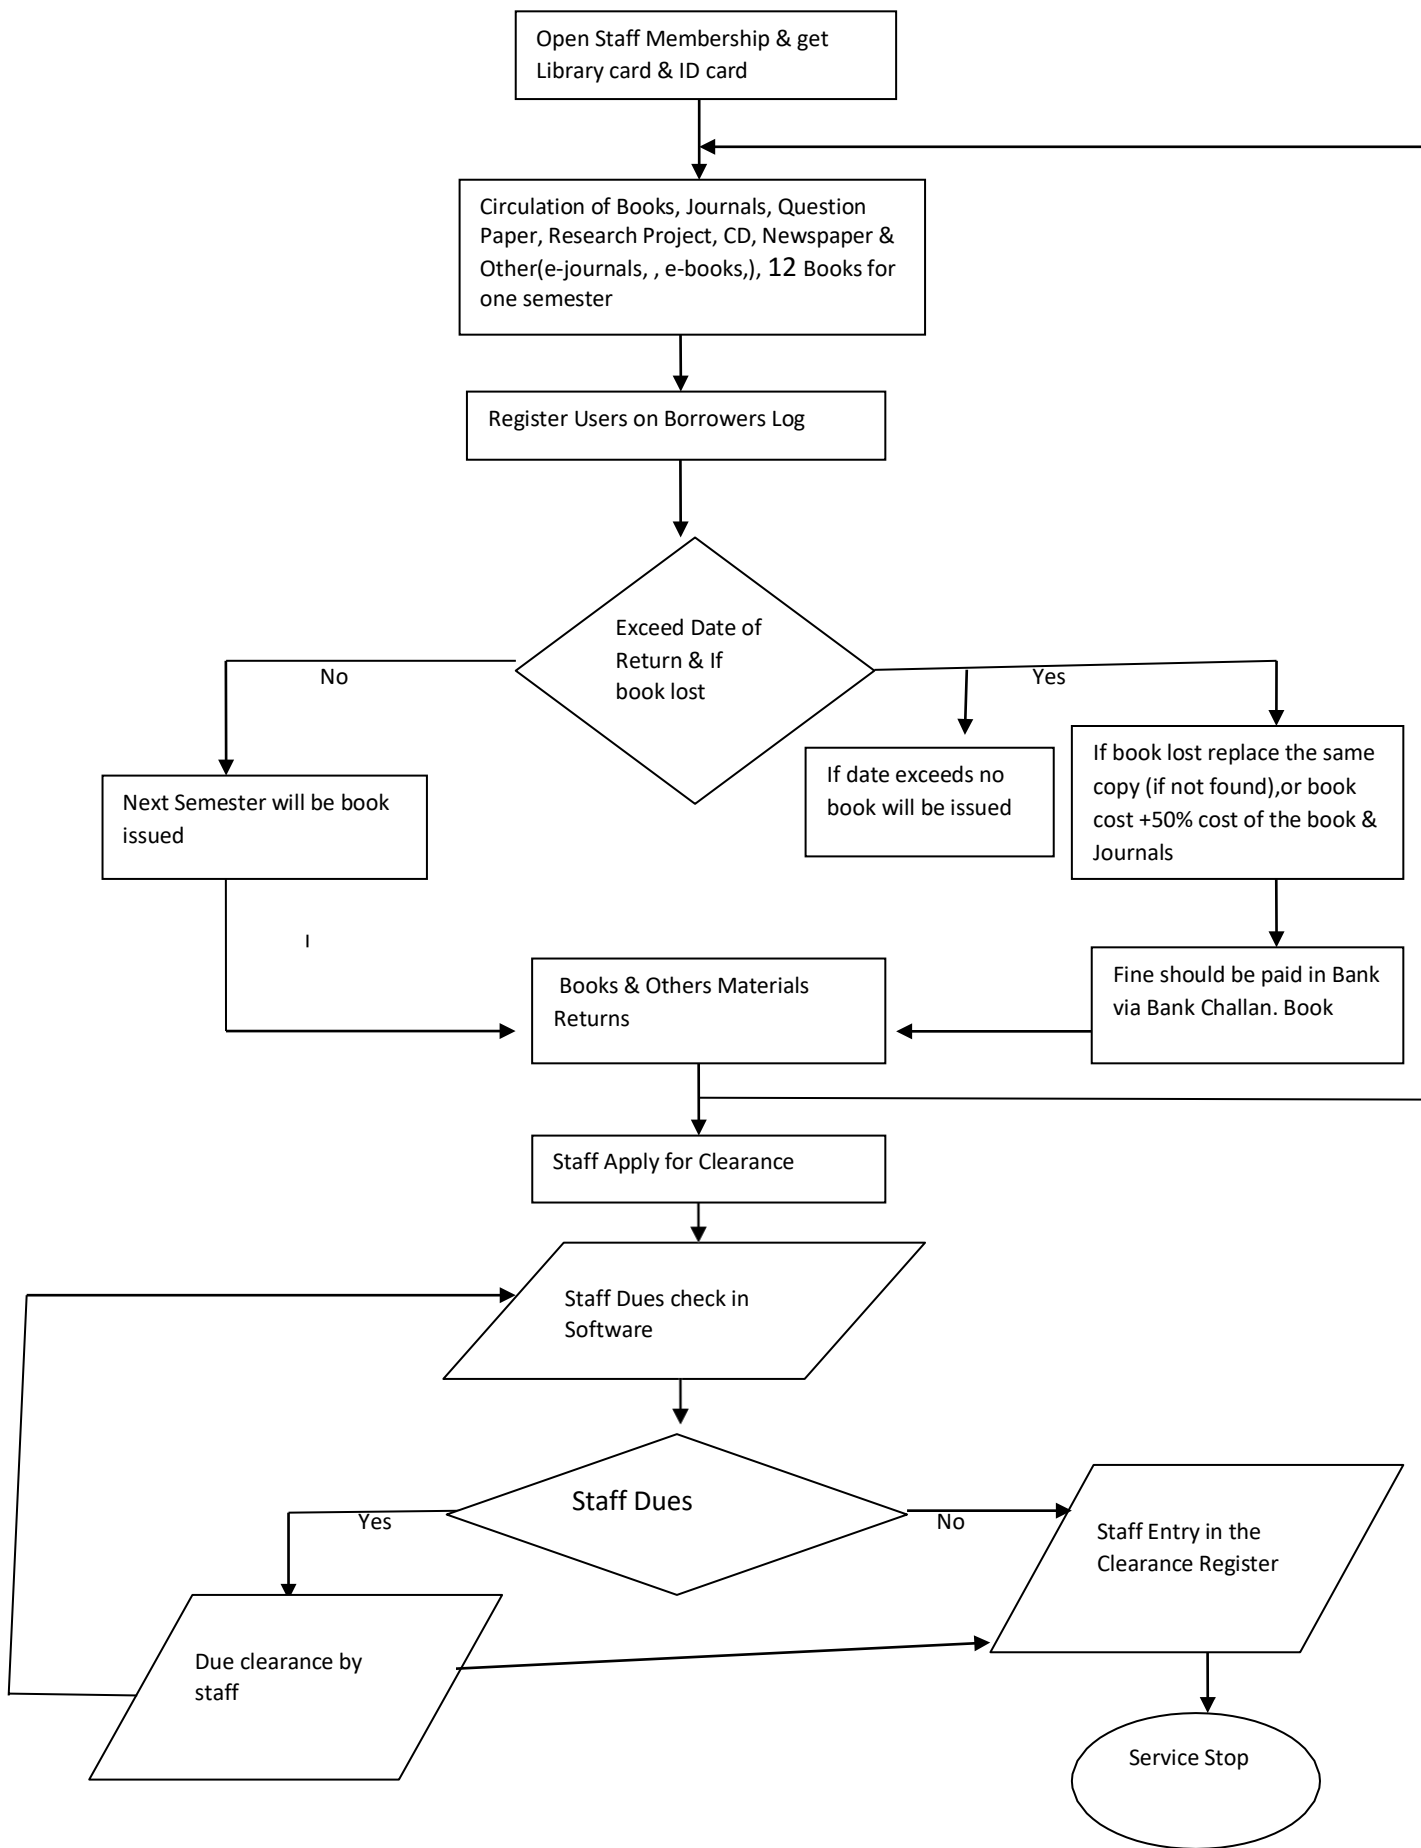 Open Staff Membership & get
Library card & ID card
Circulation of Books, Journals, Question
Paper, Research Project, CD, Newspaper &
Other(e-journals, , e-books,), 12 Books for
one semester
Register Users on Borrowers Log
Exceed Date of
Return & If
book lost
No
Yes
If date exceeds no
book will be issued
If book lost replace the same
copy (if not found),or book
cost +50% cost of the book &
Journals
Next Semester will be book
issued
I
Books & Others Materials
Returns
Fine should be paid in Bank
via Bank Challan. Book
Staff Apply for Clearance
Staff Dues check in
Software
Staff Dues
Yes
No
Staff Entry in the
Clearance Register
Due clearance by
staff
Service Stop